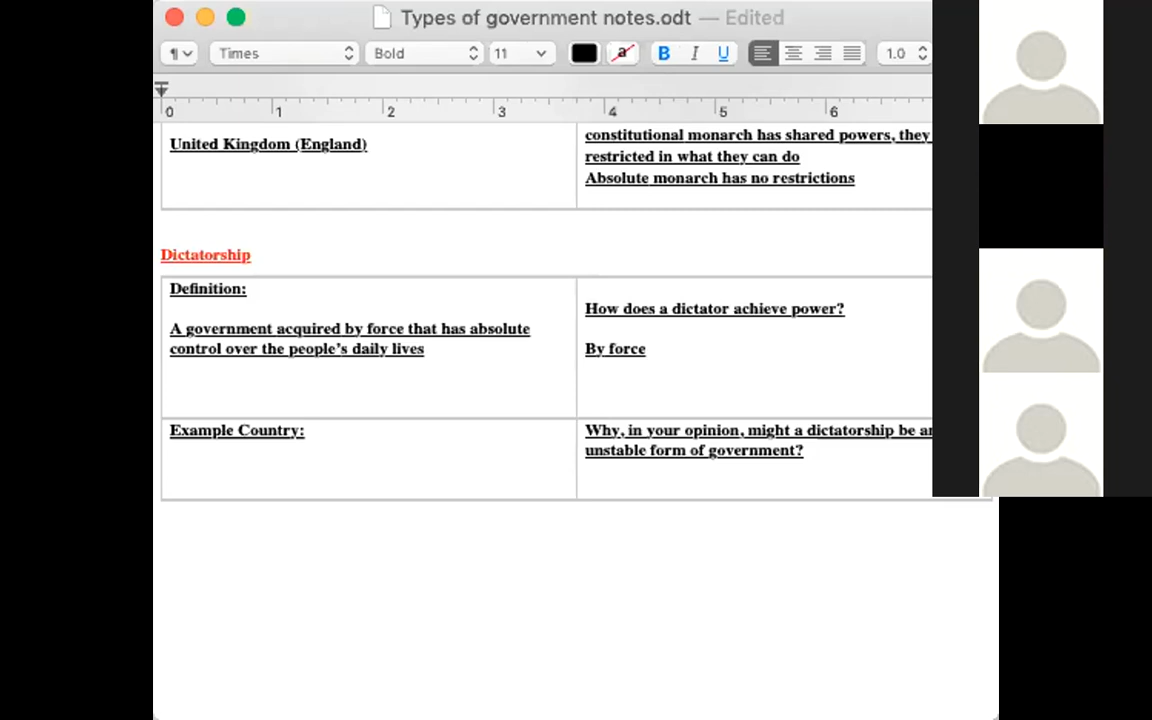 Types of government notes.odt — Edited
¶ Times Bold 11 a B I U 1.0
0 1 2 3 4 5 6
constitutional monarch has shared powers, they
United Kingdom (England)
restricted in what they can do
Absolute monarch has no restrictions
Dictatorship
Definition:
A government acquired by force that has absolute
control over the people's daily lives
How does a dictator achieve power?
By force
Example Country:
Why, in your opinion, might a dictatorship be
unstable form of government?